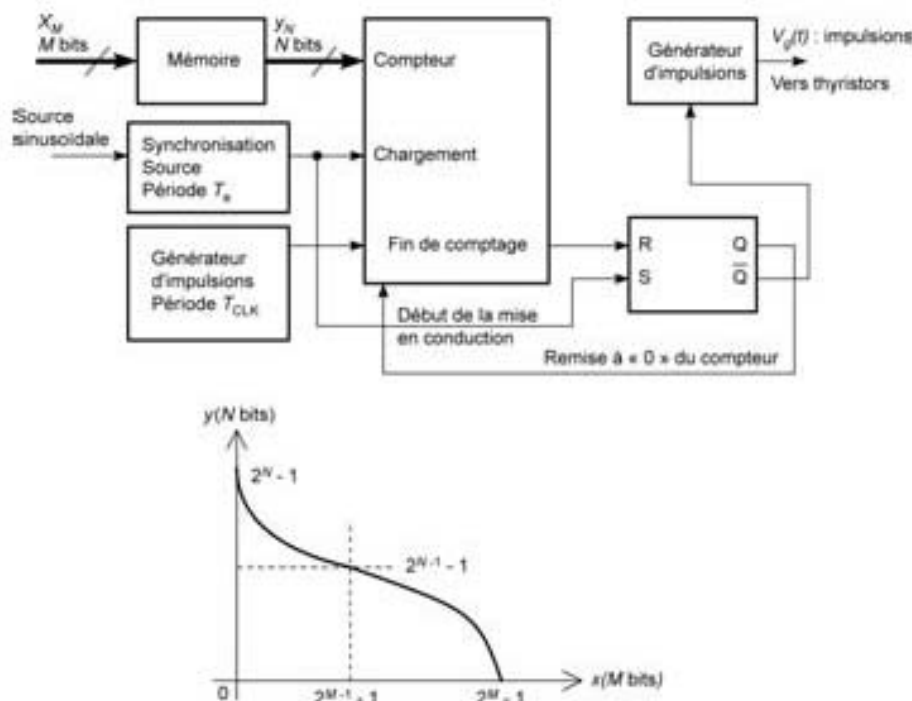 X_M
M bits
Mémoire
y_N
N bits
Compteur
Générateur
d'impulsions
V_g(t) : impulsions
Vers thyristors
Source
sinusoïdale
Synchronisation
Source
Période T_e
Chargement
Générateur
d'impulsions
Période T_CLK
Fin de comptage
R
Q
S
Q̅
Début de la mise
en conduction
Remise à « 0 » du compteur
y(N bits)
2^N - 1
2^{N-1} - 1
0
2^{M-1} - 1
2^M - 1
x(M bits)